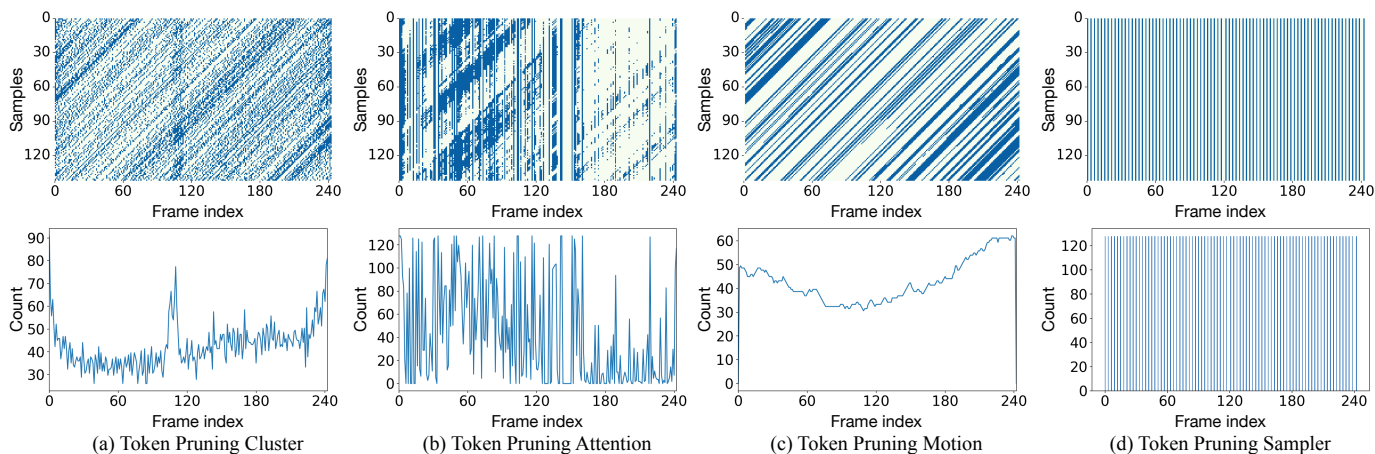 0
30
60
90
120
Samples
0 60 120 180 240
Frame index
0
30
60
90
120
Samples
0 60 120 180 240
Frame index
0
30
60
90
120
Samples
0 60 120 180 240
Frame index
0
30
60
90
120
Samples
0 60 120 180 240
Frame index
90
80
70
60
50
40
30
Count
0 60 120 180 240
Frame index
120
100
80
60
40
20
0
Count
0 60 120 180 240
Frame index
60
50
40
30
20
10
0
Count
0 60 120 180 240
Frame index
120
100
80
60
40
20
0
Count
0 60 120 180 240
Frame index
(a) Token Pruning Cluster
(b) Token Pruning Attention
(c) Token Pruning Motion
(d) Token Pruning Sampler